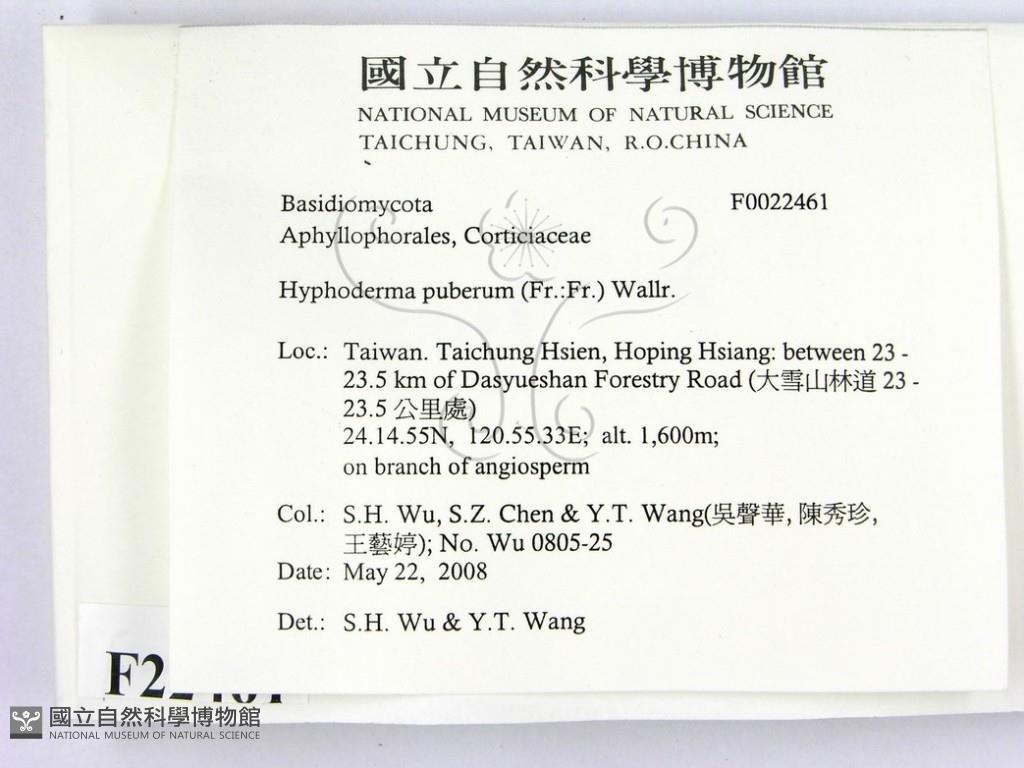 國立自然科學博物館
NATIONAL MUSEUM OF NATURAL SCIENCE
TAICHUNG, TAIWAN, R.O.CHINA
Basidiomycota F0022461
Aphyllophorales, Corticiaceae
Hyphoderma puberum (Fr.:Fr.) Wallr.
Loc.: Taiwan. Taichung Hsien, Hoping Hsiang: between 23 -
23.5 km of Dasyueshan Forestry Road (大雪山林道 23 -
23.5 公里處)
24.14.55N, 120.55.33E; alt. 1,600m;
on branch of angiosperm
Col.: S.H. Wu, S.Z. Chen & Y.T. Wang(吳聲華, 陳秀珍,
王藝婷); No. Wu 0805-25
Date: May 22, 2008
Det.: S.H. Wu & Y.T. Wang
國立自然科學博物館
NATIONAL MUSEUM OF NATURAL SCIENCE